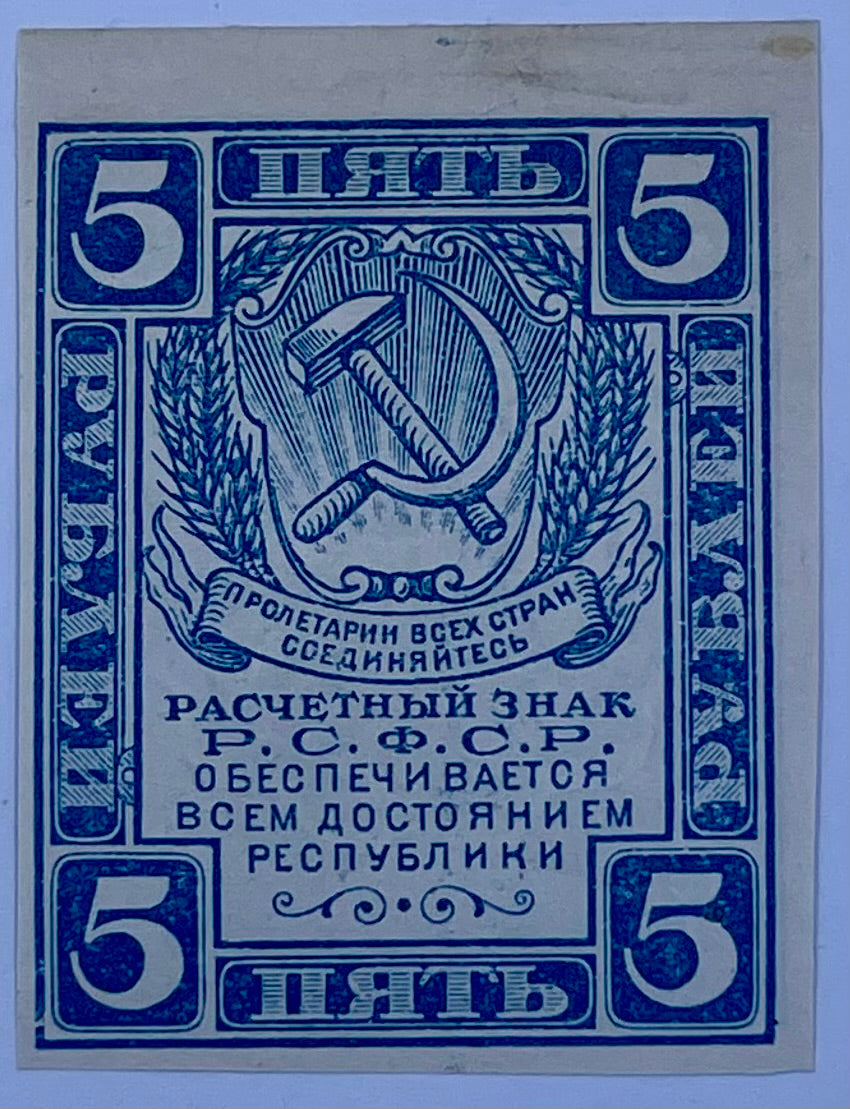 5 ПЯТЬ 5
РУБЛЕЙ
РУБЛЕЙ
ПРОЛЕТАРИИ ВСЕХ СТРАН
СОЕДИНЯЙТЕСЬ
РАСЧЕТНЫЙ ЗНАК
Р.С.Ф.С.Р.
ОБЕСПЕЧИВАЕТСЯ
ВСЕМ ДОСТОЯНИЕМ
РЕСПУБЛИКИ
5 ПЯТЬ 5